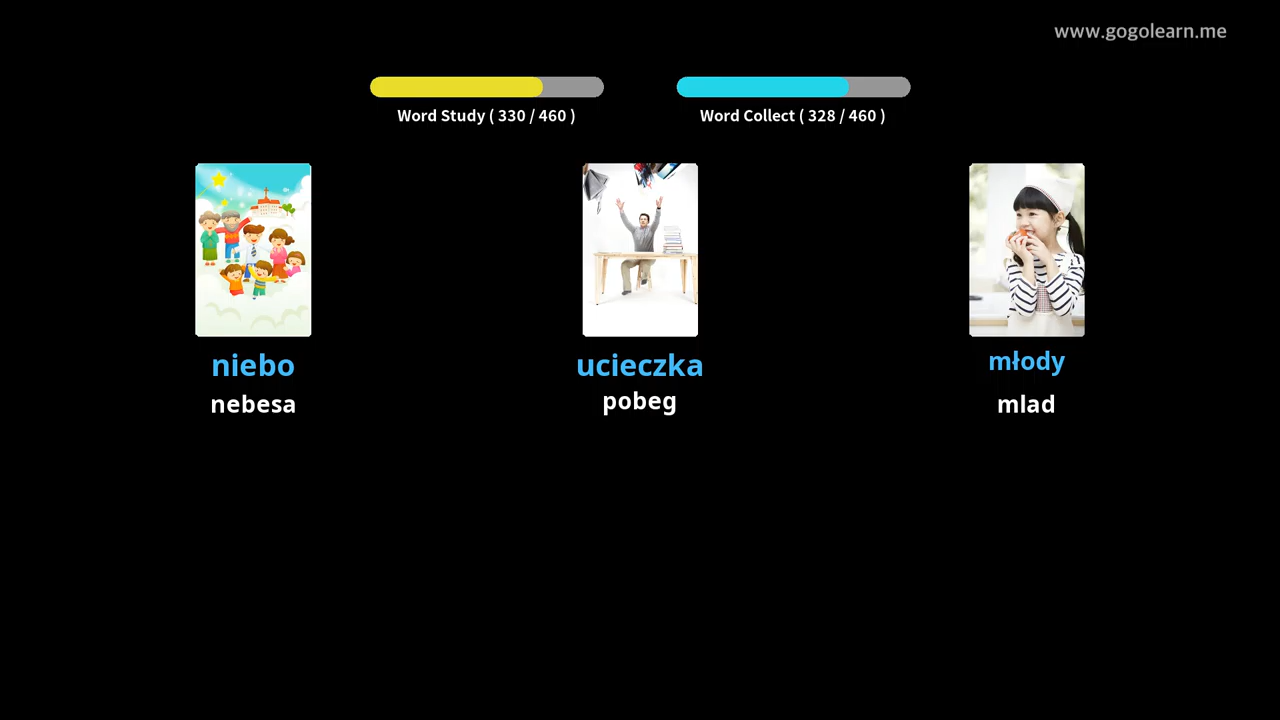 www.gogolearn.me
Word Study ( 330 / 460 )
Word Collect ( 328 / 460 )
niebo
nebesa
ucieczka
pobeg
młody
mlad